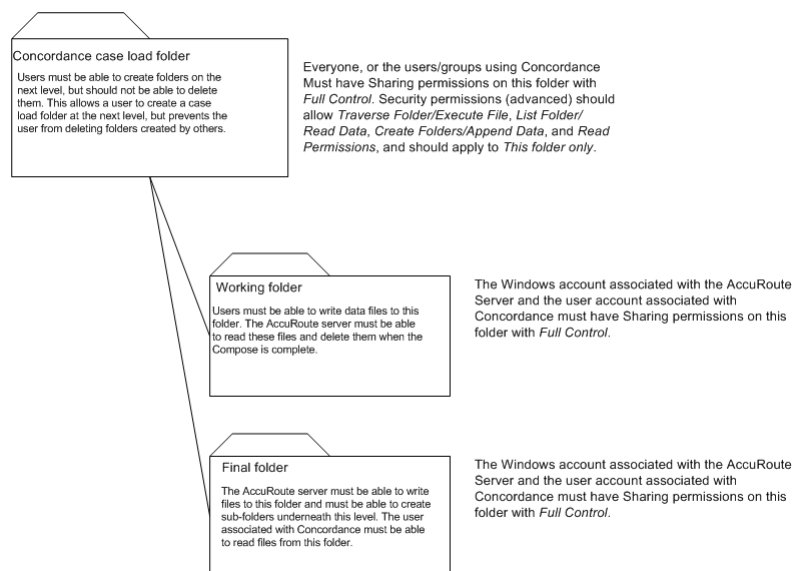 Concordance case load folder
Users must be able to create folders on the
next level, but should not be able to delete
them. This allows a user to create a case
load folder at the next level, but prevents the
user from deleting folders created by others.
Everyone, or the users/groups using Concordance
Must have Sharing permissions on this folder with
Full Control. Security permissions (advanced) should
allow Traverse Folder/Execute File, List Folder/
Read Data, Create Folders/Append Data, and Read
Permissions, and should apply to This folder only.
Working folder
Users must be able to write data files to this
folder. The AccuRoute server must be able
to read these files and delete them when the
Compose is complete.
The Windows account associated with the AccuRoute
Server and the user account associated with
Concordance must have Sharing permissions on this
folder with Full Control.
Final folder
The AccuRoute server must be able to write
files to this folder and must be able to create
sub-folders underneath this level. The user
associated with Concordance must be able
to read files from this folder.
The Windows account associated with the AccuRoute
Server and the user account associated with
Concordance must have Sharing permissions on this
folder with Full Control.